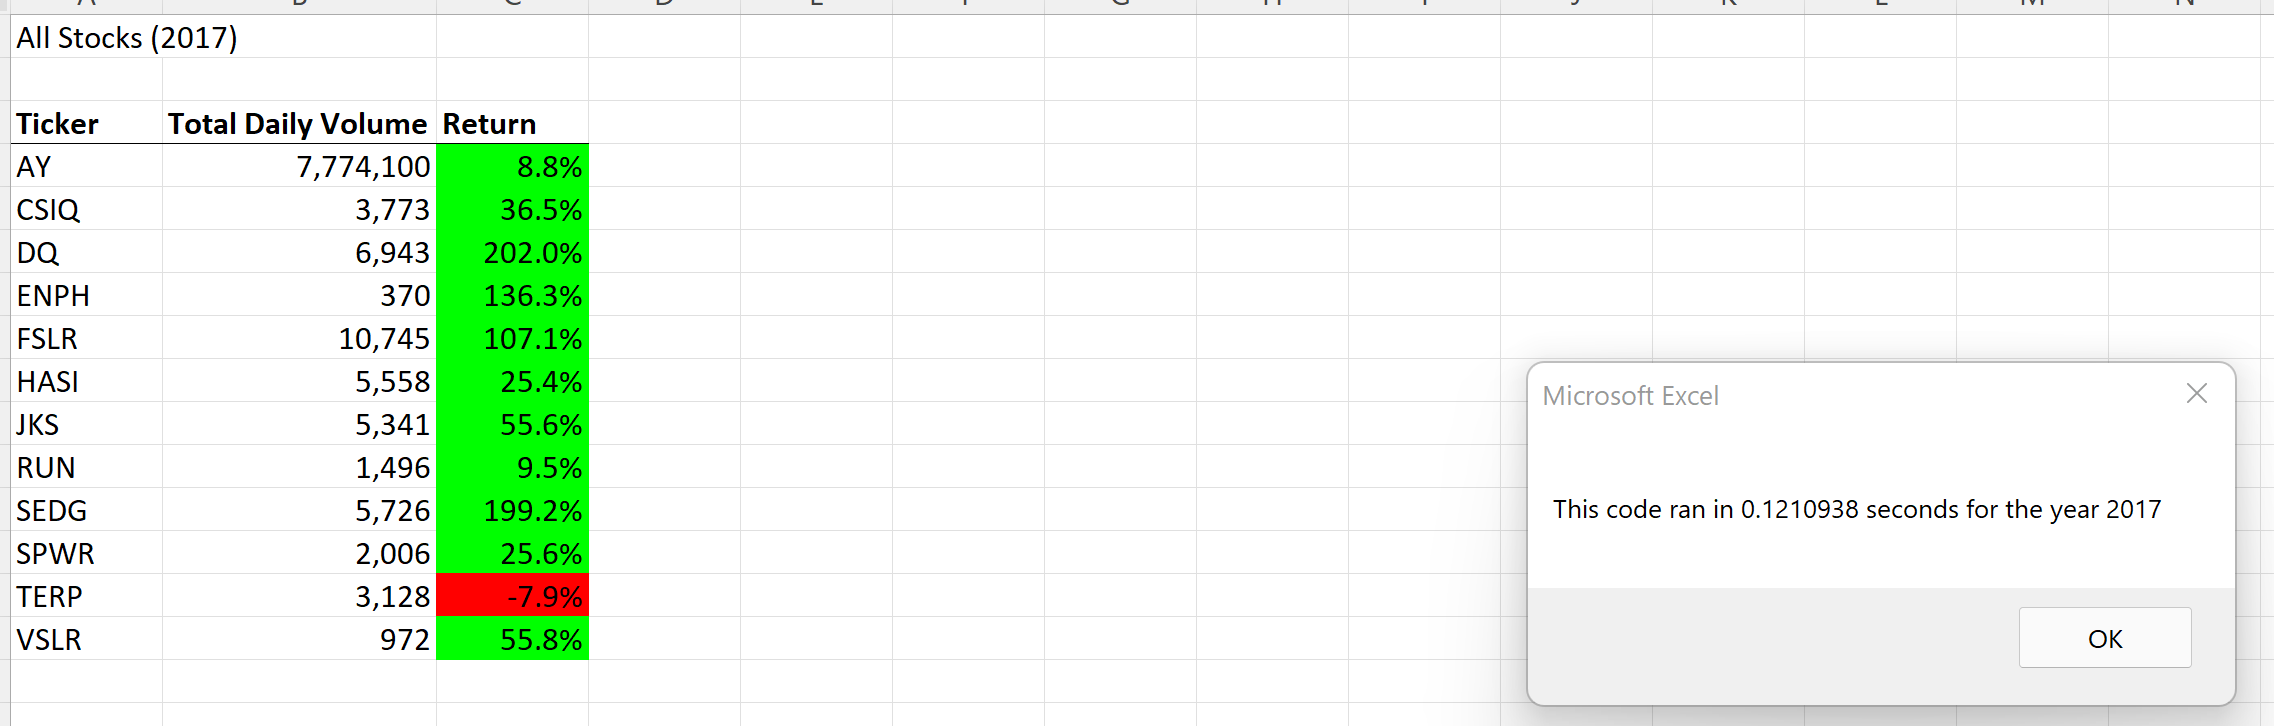 A B C D E F G H I J K L M N
All Stocks (2017)
Ticker Total Daily Volume Return
AY 7,774,100 8.8%
CSIQ 3,773 36.5%
DQ 6,943 202.0%
ENPH 370 136.3%
FSLR 10,745 107.1%
HASI 5,558 25.4%
JKS 5,341 55.6%
RUN 1,496 9.5%
SEDG 5,726 199.2%
SPWR 2,006 25.6%
TERP 3,128 -7.9%
VSLR 972 55.8%
Microsoft Excel
This code ran in 0.1210938 seconds for the year 2017
OK